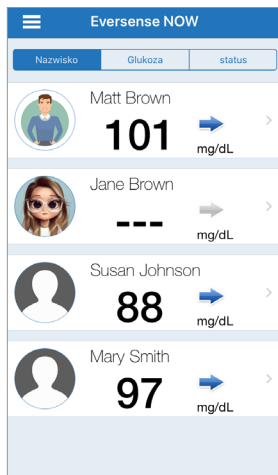 Eversense NOW
Nazwisko Glukoza status
Matt Brown
101
mg/dL
Jane Brown
---
mg/dL
Susan Johnson
88
mg/dL
Mary Smith
97
mg/dL